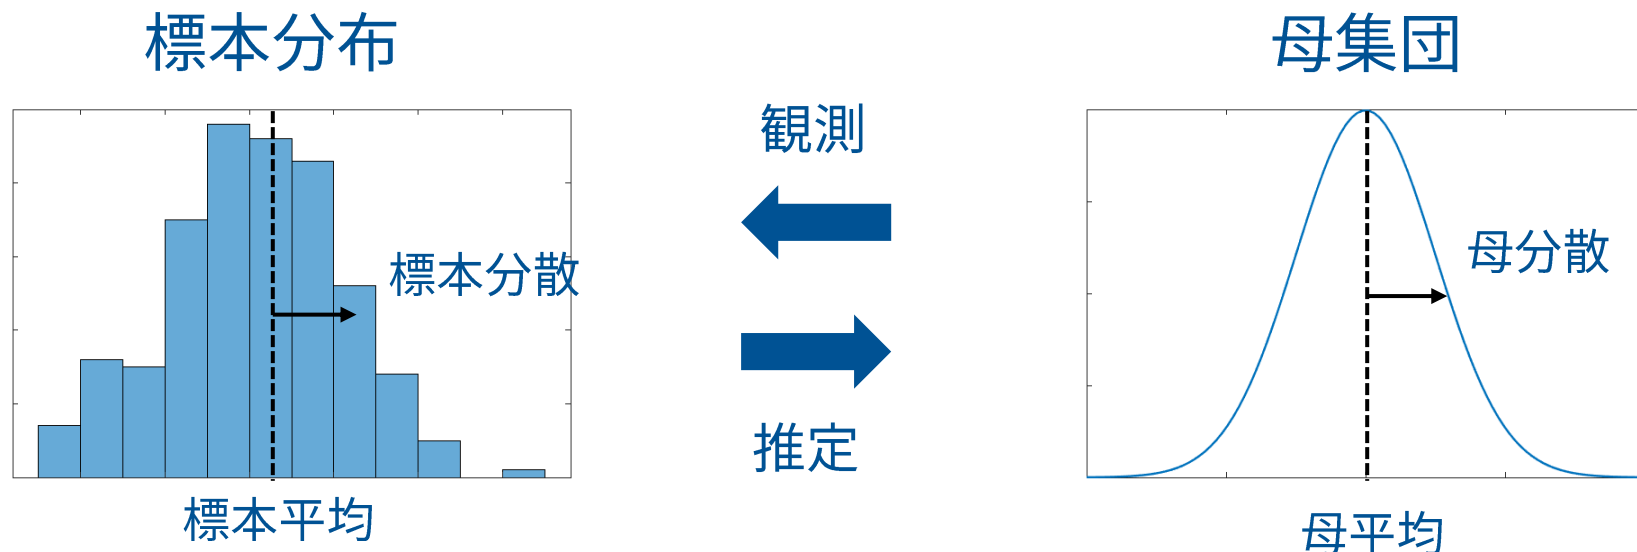 標本分布
母集団
観測
標本分散
母分散
推定
標本平均
母平均